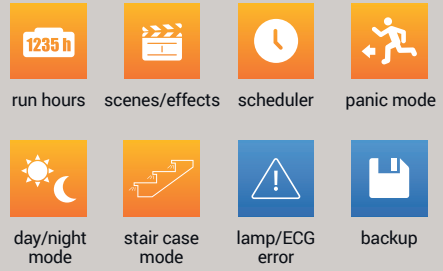 1235 h
run hours
scenes/effects
scheduler
panic mode
day/night
mode
stair case
mode
lamp/ECG
error
backup